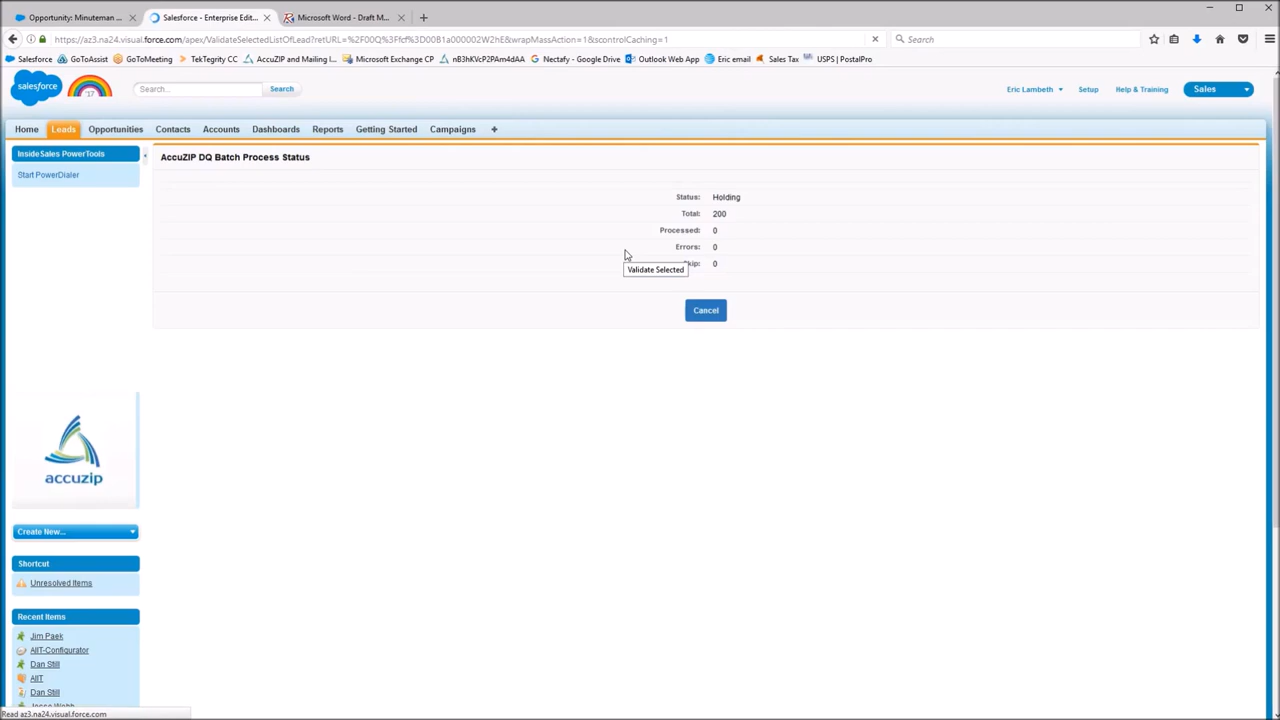 Opportunity: Minuteman ...
Salesforce - Enterprise Edit...
Microsoft Word - Draft M...
https://az3.na24.visual.force.com/apex/ValidateSelectedListOfLead?retURL=%2F00Q%3Ffcf%3D00B1a000002W2hE&wrapMassAction=1&scontrolCaching=1
Search
Salesforce
GoToAssist
GoToMeeting
TekTegrity CC
AccuZIP and Mailing I...
Microsoft Exchange CP
nB3hKVcP2PAm4dAA
Nectafy - Google Drive
Outlook Web App
Eric email
Sales Tax
USPS | PostalPro
salesforce
'17
Search...
Search
Eric Lambeth
Setup
Help & Training
Sales
Home
Leads
Opportunities
Contacts
Accounts
Dashboards
Reports
Getting Started
Campaigns
InsideSales PowerTools
Start PowerDialer
AccuZIP DQ Batch Process Status
Status: Holding
Total: 200
Processed: 0
Errors: 0
Skip: 0
Validate Selected
Cancel
accuzip
Create New...
Shortcut
Unresolved Items
Recent Items
Jim Paek
AIIT-Configurator
Dan Still
AIIT
Dan Still
Jesse Webb
Read az3.na24.visual.force.com